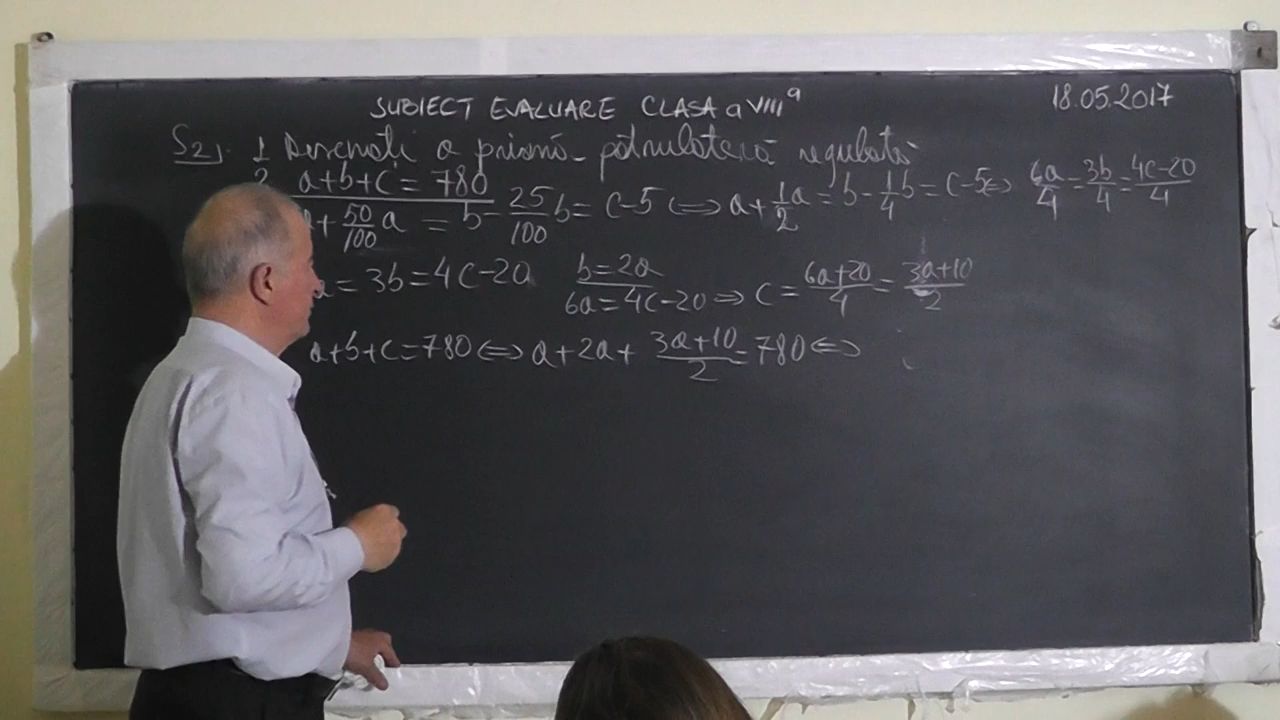 SUBIECT EVALUARE CLASA a VIII a
18.05.2017
S2). 1 Desenați o prismă patrulateră regulată
2 a+b+c = 780
+ 50/100 a = b - 25/100 b = c-5 ⇔ a + 1/2 a = b - 1/4 b = c-5 ⇔ 6a/4 = 3b/4 = 4c-20/4
a = 3b = 4c-20 b = 2a
6a = 4c-20 ⇒ c = 6a+20/4 = 3a+10/2
a+b+c = 780 ⇔ a + 2a + 3a+10/2 = 780 ⇔